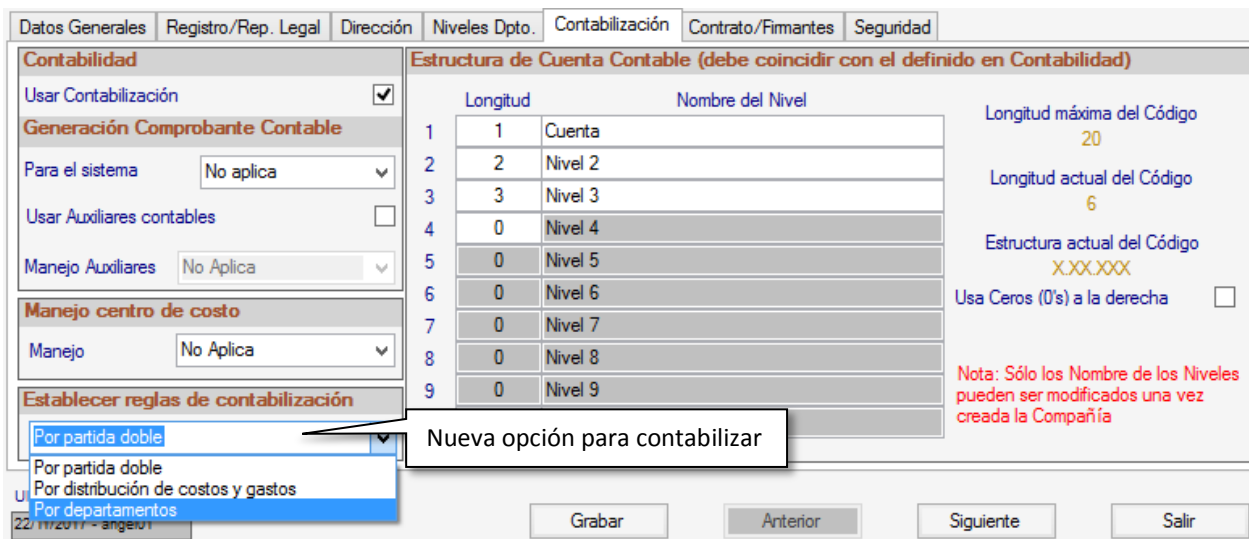 Datos Generales Registro/Rep. Legal Dirección Niveles Dpto. Contabilización Contrato/Firmantes Seguridad
Contabilidad
Usar Contabilización
Generación Comprobante Contable
Para el sistema No aplica
Usar Auxiliares contables
Manejo Auxiliares No Aplica
Manejo centro de costo
Manejo No Aplica
Establecer reglas de contabilización
Por partida doble
Por partida doble
Por distribución de costos y gastos
Por departamentos
Nueva opción para contabilizar
Estructura de Cuenta Contable (debe coincidir con el definido en Contabilidad)
Longitud Nombre del Nivel
1 1 Cuenta
2 2 Nivel 2
3 3 Nivel 3
4 0 Nivel 4
5 0 Nivel 5
6 0 Nivel 6
7 0 Nivel 7
8 0 Nivel 8
9 0 Nivel 9
Longitud máxima del Código
20
Longitud actual del Código
6
Estructura actual del Código
X.XX.XXX
Usa Ceros (0's) a la derecha
Nota: Sólo los Nombre de los Niveles
pueden ser modificados una vez
creada la Compañía
Grabar Anterior Siguiente Salir